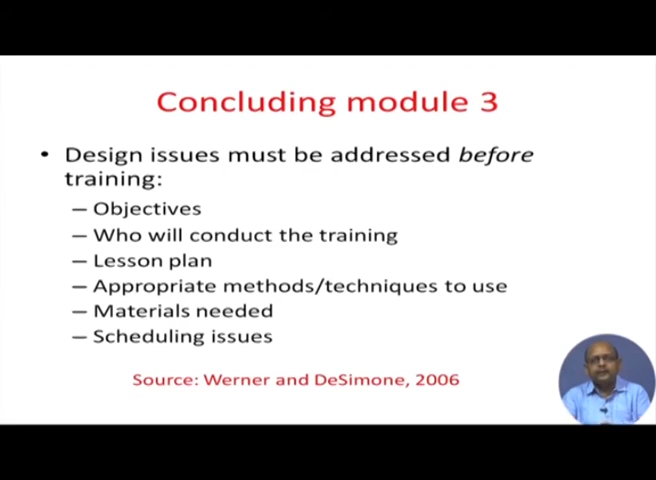 Concluding module 3
• Design issues must be addressed before
training:
– Objectives
– Who will conduct the training
– Lesson plan
– Appropriate methods/techniques to use
– Materials needed
– Scheduling issues
Source: Werner and DeSimone, 2006